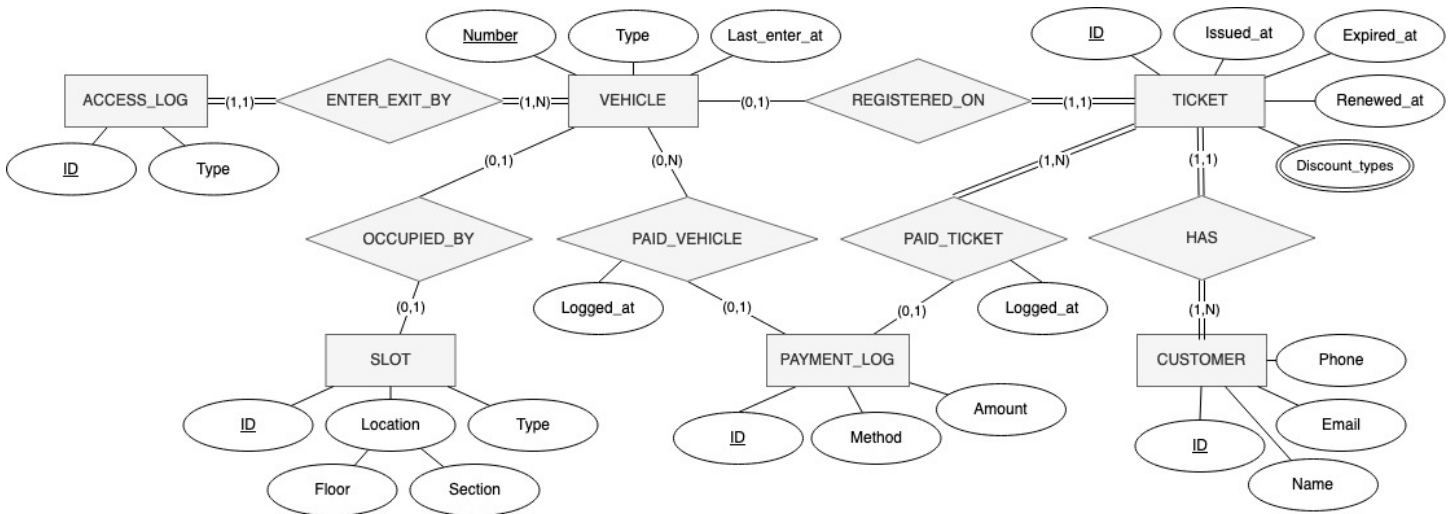 Number
Type
Last_enter_at
ID
Issued_at
Expired_at
ACCESS_LOG
(1,1)
ENTER_EXIT_BY
(1,N)
VEHICLE
(0,1)
REGISTERED_ON
(1,1)
TICKET
Renewed_at
ID
Type
(0,1)
(0,N)
(1,N)
(1,1)
Discount_types
OCCUPIED_BY
PAID_VEHICLE
PAID_TICKET
HAS
Logged_at
Logged_at
(0,1)
(0,1)
(0,1)
(1,N)
SLOT
PAYMENT_LOG
CUSTOMER
Phone
ID
Location
Type
ID
Method
Amount
ID
Email
Floor
Section
Name